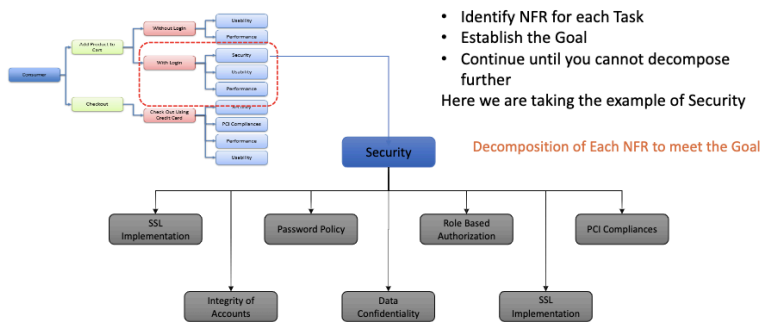 Consumer
Add Product to
Cart
Checkout
Without Login
With Login
Check Out Using
Credit Card
Usability
Performance
Security
Usability
Performance
PCI Compliances
Performance
Usability
• Identify NFR for each Task
• Establish the Goal
• Continue until you cannot decompose
further
Here we are taking the example of Security
Decomposition of Each NFR to meet the Goal
Security
SSL
Implementation
Password Policy
Role Based
Authorization
PCI Compliances
Integrity of
Accounts
Data
Confidentiality
SSL
Implementation